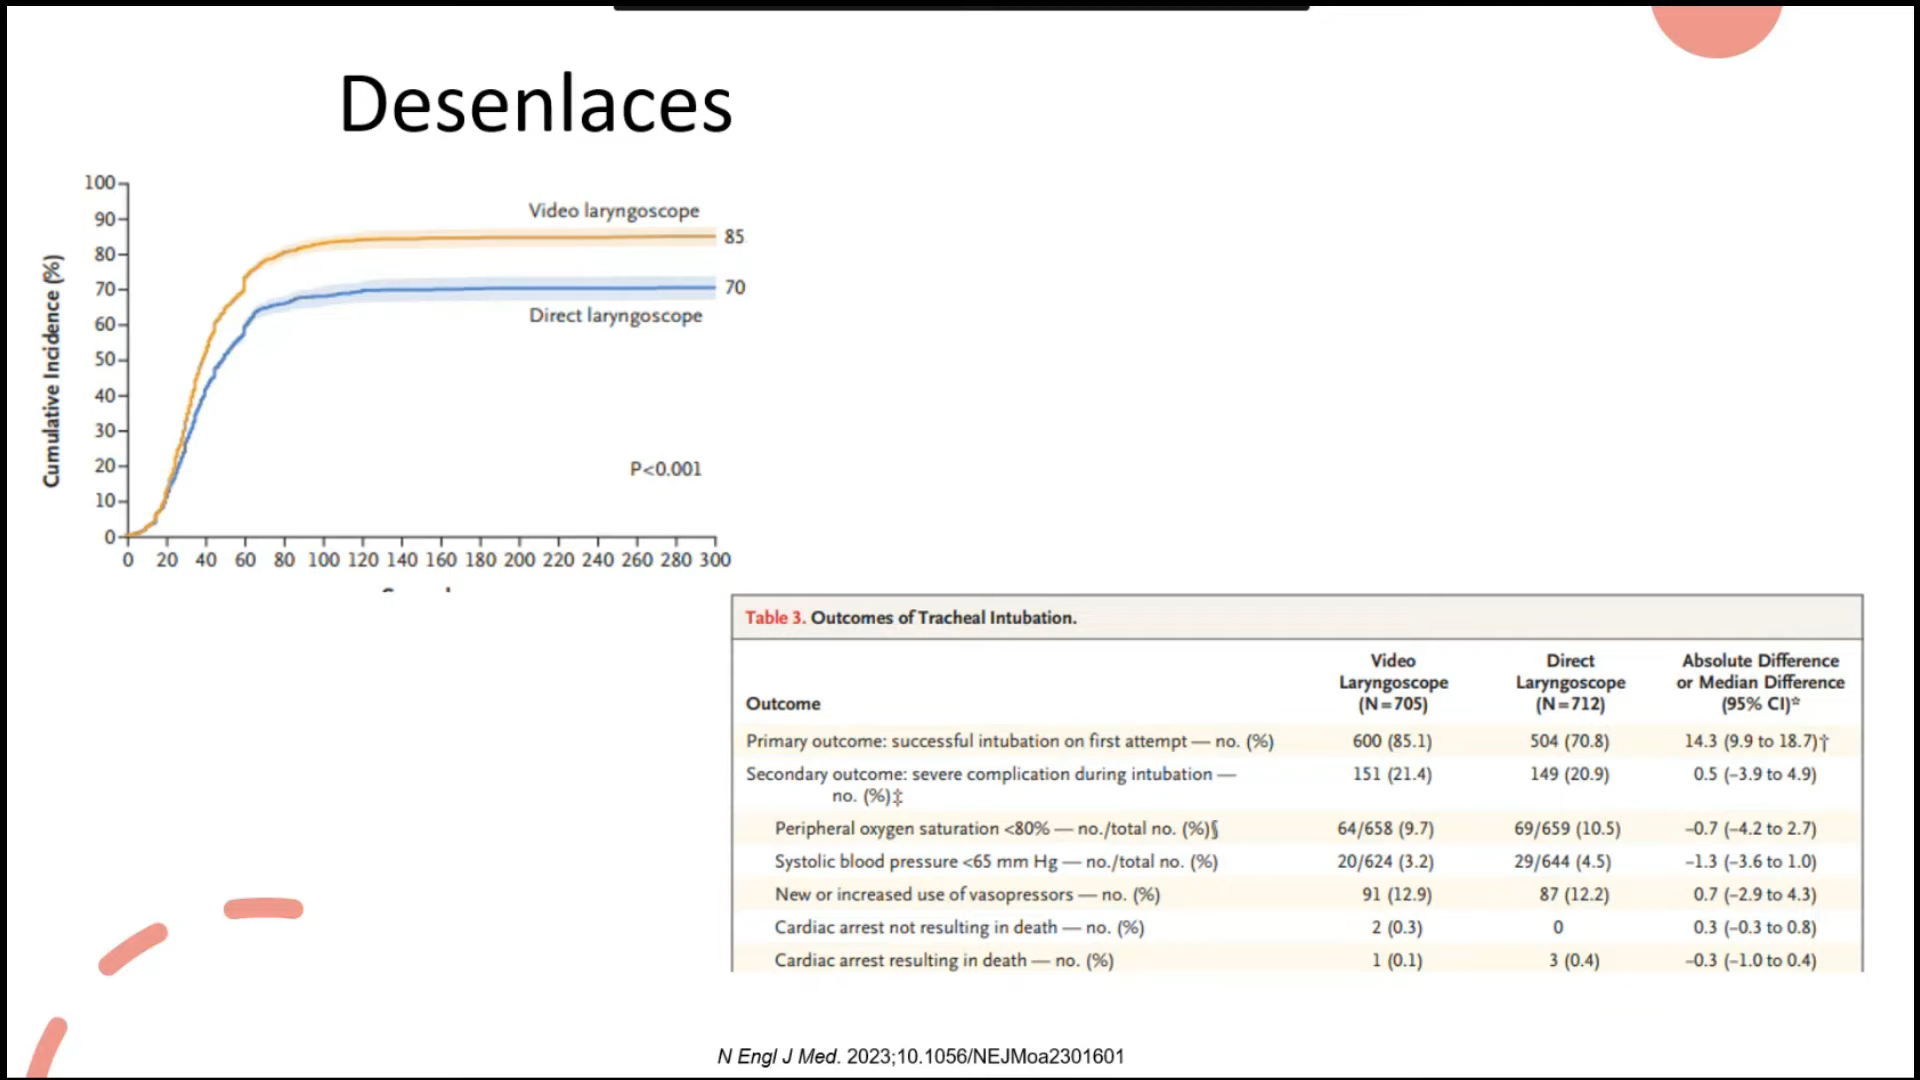 Desenlaces
100
90
80
70
60
50
40
30
20
10
0
Cumulative Incidence (%)
Video laryngoscope
85
70
Direct laryngoscope
P<0.001
0 20 40 60 80 100 120 140 160 180 200 220 240 260 280 300
Table 3. Outcomes of Tracheal Intubation.
Outcome
Video Laryngoscope (N=705)
Direct Laryngoscope (N=712)
Absolute Difference or Median Difference (95% CI)*
Primary outcome: successful intubation on first attempt — no. (%) 600 (85.1) 504 (70.8) 14.3 (9.9 to 18.7)†
Secondary outcome: severe complication during intubation — 151 (21.4) 149 (20.9) 0.5 (–3.9 to 4.9)
no. (%)‡
Peripheral oxygen saturation <80% — no./total no. (%)§ 64/658 (9.7) 69/659 (10.5) –0.7 (–4.2 to 2.7)
Systolic blood pressure <65 mm Hg — no./total no. (%) 20/624 (3.2) 29/644 (4.5) –1.3 (–3.6 to 1.0)
New or increased use of vasopressors — no. (%) 91 (12.9) 87 (12.2) 0.7 (–2.9 to 4.3)
Cardiac arrest not resulting in death — no. (%) 2 (0.3) 0 0.3 (–0.3 to 0.8)
Cardiac arrest resulting in death — no. (%) 1 (0.1) 3 (0.4) –0.3 (–1.0 to 0.4)
N Engl J Med. 2023;10.1056/NEJMoa2301601